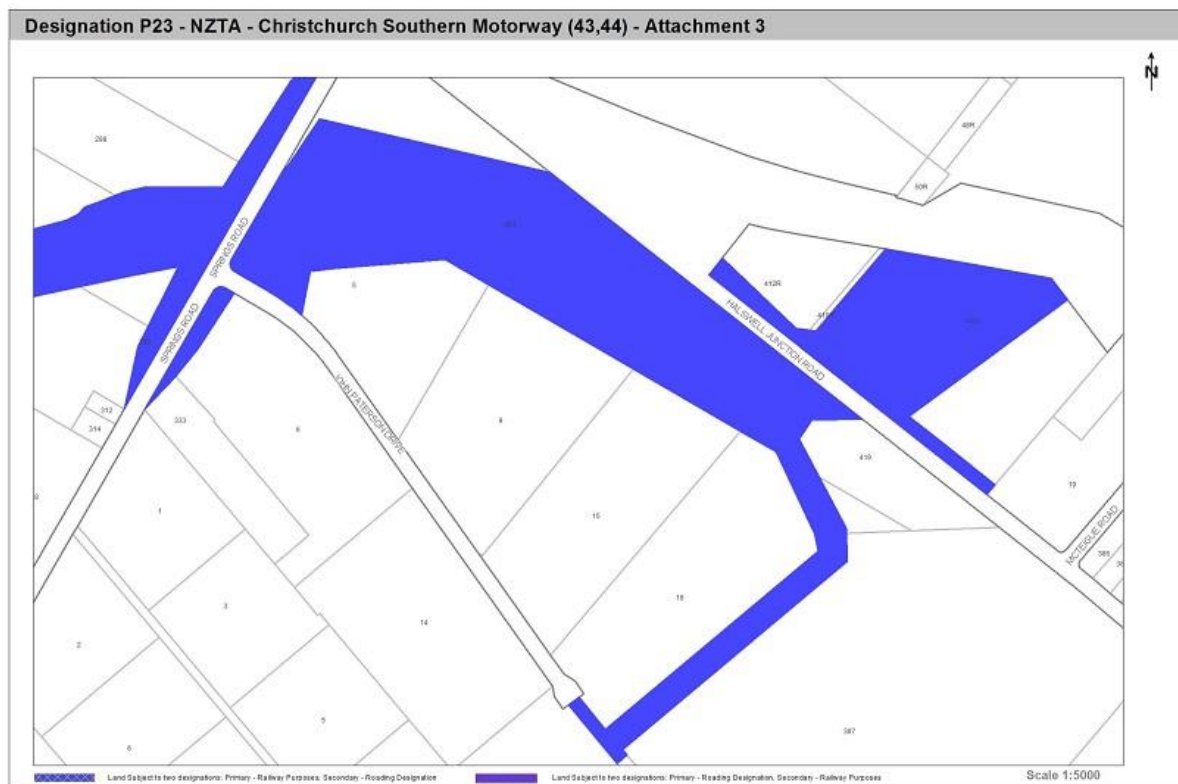 Designation P23 - NZTA - Christchurch Southern Motorway (43,44) - Attachment 3
N
48R
50R
SPRINGS ROAD
5
412R
HALSWELL JUNCTION ROAD
SPRINGS ROAD
JOHN PATERSON DRIVE
312
314
333
6
9
419
19
8
1
15
MCTEIGUE ROAD
3
18
14
2
5
6
387
Land Subject to two designations: Primary - Railway Purposes, Secondary - Roading Designation
Land Subject to two designations: Primary - Roading Designation, Secondary - Railway Purposes
Scale 1:5000